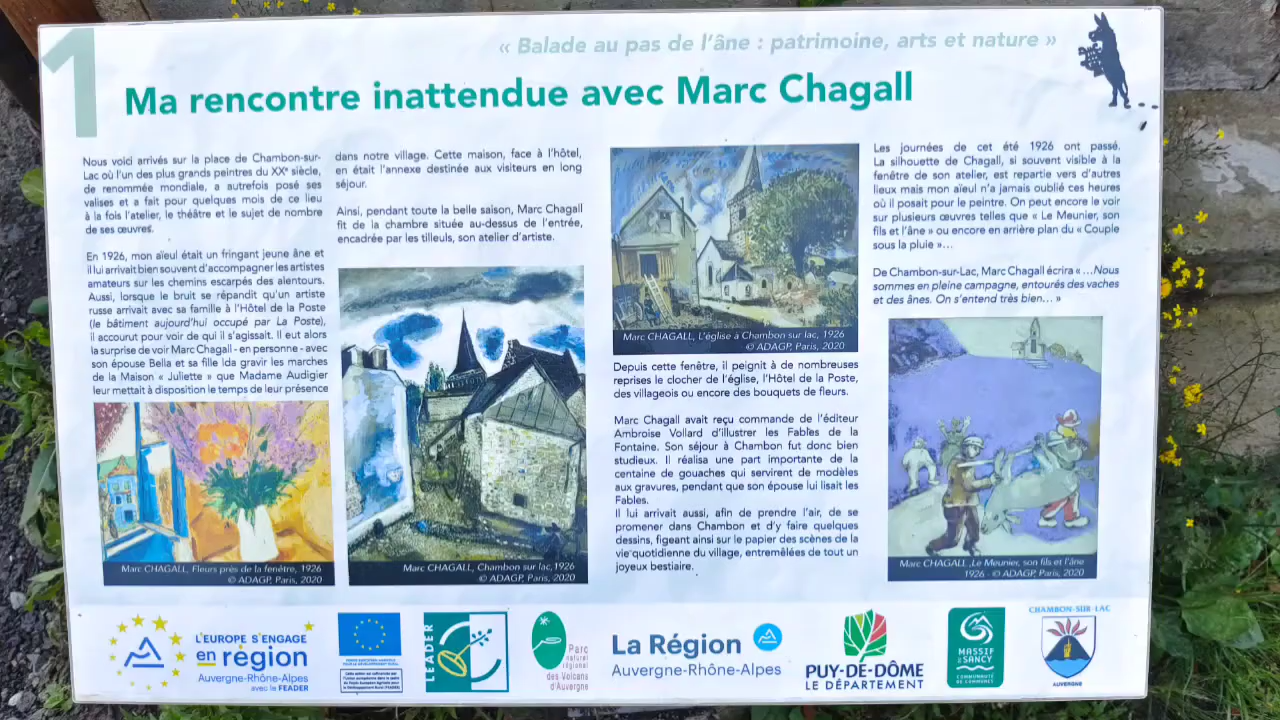 1
« Balade au pas de l'âne : patrimoine, arts et nature »
Ma rencontre inattendue avec Marc Chagall
Nous voici arrivés sur la place de Chambon-sur-
Lac où l'un des plus grands peintres du XXᵉ siècle,
de renommée mondiale, a autrefois posé ses
valises et a fait pour quelques mois de ce lieu
à la fois l'atelier, le théâtre et le sujet de nombre
de ses œuvres.
En 1926, mon aïeul était un fringant jeune âne et
il lui arrivait bien souvent d'accompagner les artistes
amateurs sur les chemins escarpés des alentours.
Aussi, lorsque le bruit se répandit qu'un artiste
russe arrivait avec sa famille à l'Hôtel de la Poste
(le bâtiment aujourd'hui occupé par La Poste),
il accourut pour voir de qui il s'agissait. Il eut alors
la surprise de voir Marc Chagall - en personne - avec
son épouse Bella et sa fille Ida gravir les marches
de la Maison « Juliette » que Madame Audigier
leur mettait à disposition le temps de leur présence
Marc CHAGALL, Fleurs près de la fenêtre, 1926
© ADAGP, Paris, 2020
dans notre village. Cette maison, face à l'hôtel,
en était l'annexe destinée aux visiteurs en long
séjour.
Ainsi, pendant toute la belle saison, Marc Chagall
fit de la chambre située au-dessus de l'entrée,
encadrée par les tilleuls, son atelier d'artiste.
Marc CHAGALL, Chambon sur lac,1926
© ADAGP, Paris, 2020
Marc CHAGALL, L'église à Chambon sur lac, 1926
© ADAGP, Paris, 2020
Depuis cette fenêtre, il peignit à de nombreuses
reprises le clocher de l'église, l'Hôtel de la Poste,
des villageois ou encore des bouquets de fleurs.
Marc Chagall avait reçu commande de l'éditeur
Ambroise Vollard d'illustrer les Fables de la
Fontaine. Son séjour à Chambon fut donc bien
studieux. Il réalisa une part importante de la
centaine de gouaches qui servirent de modèles
aux gravures, pendant que son épouse lui lisait les
Fables.
Il lui arrivait aussi, afin de prendre l'air, de se
promener dans Chambon et d'y faire quelques
dessins, figeant ainsi sur le papier des scènes de la
vie quotidienne du village, entremêlées de tout un
joyeux bestiaire.
Les journées de cet été 1926 ont passé.
La silhouette de Chagall, si souvent visible à la
fenêtre de son atelier, est repartie vers d'autres
lieux mais mon aïeul n'a jamais oublié ces heures
où il posait pour le peintre. On peut encore le voir
sur plusieurs œuvres telles que « Le Meunier, son
fils et l'âne » ou encore en arrière plan du « Couple
sous la pluie »...
De Chambon-sur-Lac, Marc Chagall écrira « ...Nous
sommes en pleine campagne, entourés des vaches
et des ânes. On s'entend très bien... »
Marc CHAGALL ,Le Meunier, son fils et l'âne
1926 - © ADAGP, Paris, 2020
L'EUROPE S'ENGAGE
en région
Auvergne-Rhône-Alpes
avec le FEADER
LEADER
Parc
naturel
régional
des Volcans
d'Auvergne
La Région
Auvergne-Rhône-Alpes
PUY-DE-DÔME
LE DÉPARTEMENT
MASSIF
SANCY
COMMUNAUTÉ
DE COMMUNES
CHAMBON-SUR-LAC
AUVERGNE